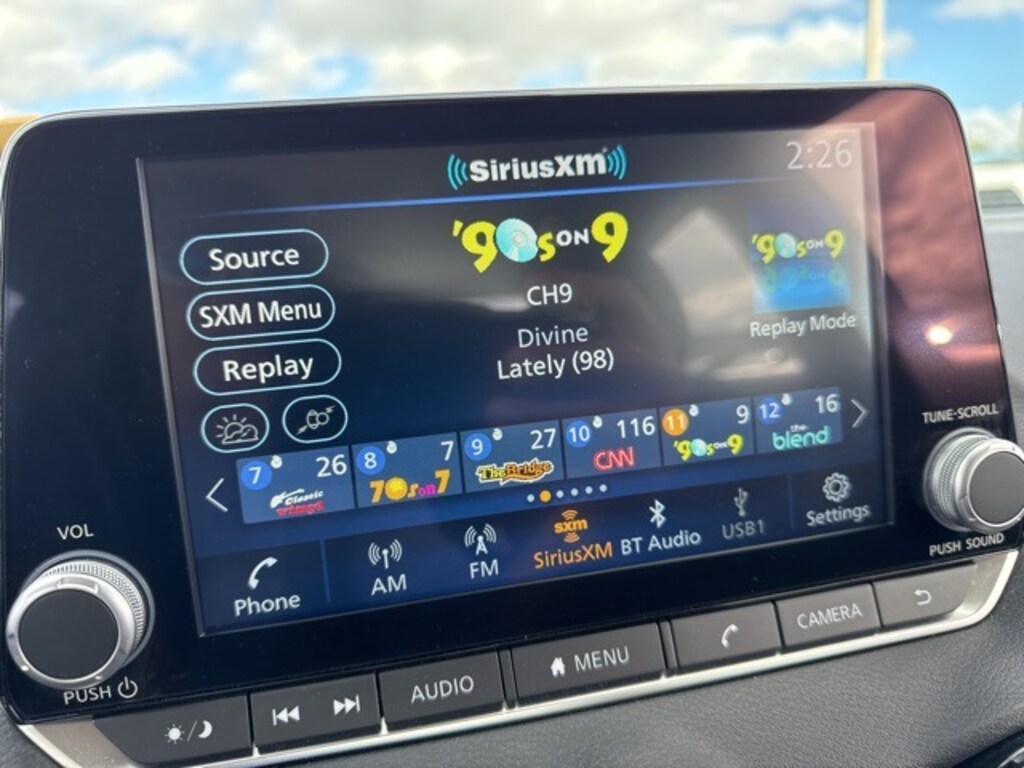 SiriusXM
2:26
'90s ON 9
Source
SXM Menu
Replay
CH9
Divine
Lately (98)
'90s ON 9
Replay Mode
7 26 Classic Vinyl
8 7 70s on 7
9 27 The Bridge
10 116 CNN
11 9 '90s ON 9
12 16 the blend
Phone
AM
FM
sxm
SiriusXM
BT Audio
USB1
Settings
VOL
PUSH
TUNE·SCROLL
PUSH SOUND
AUDIO
MENU
CAMERA